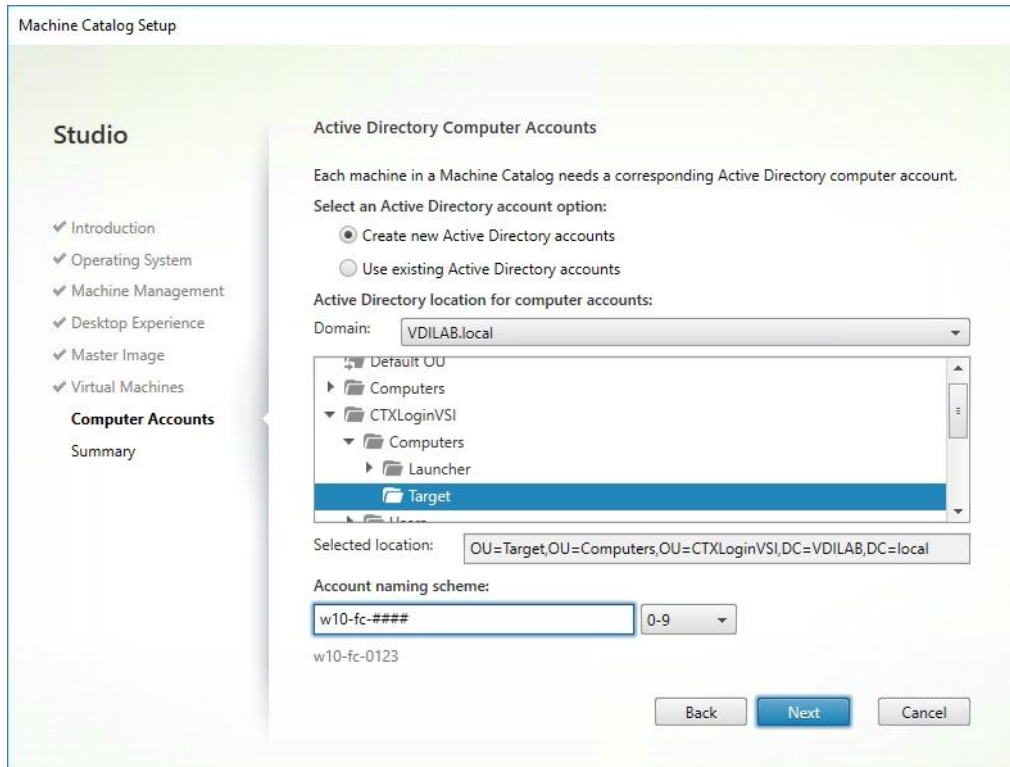 Machine Catalog Setup
Studio
Introduction
Operating System
Machine Management
Desktop Experience
Master Image
Virtual Machines
Computer Accounts
Summary
Active Directory Computer Accounts
Each machine in a Machine Catalog needs a corresponding Active Directory computer account.
Select an Active Directory account option:
Create new Active Directory accounts
Use existing Active Directory accounts
Active Directory location for computer accounts:
Domain: VDILAB.local
Default OU
Computers
CTXLoginVSI
Computers
Launcher
Target
Users
Selected location: OU=Target,OU=Computers,OU=CTXLoginVSI,DC=VDILAB,DC=local
Account naming scheme:
w10-fc-#### 0-9
w10-fc-0123
Back Next Cancel